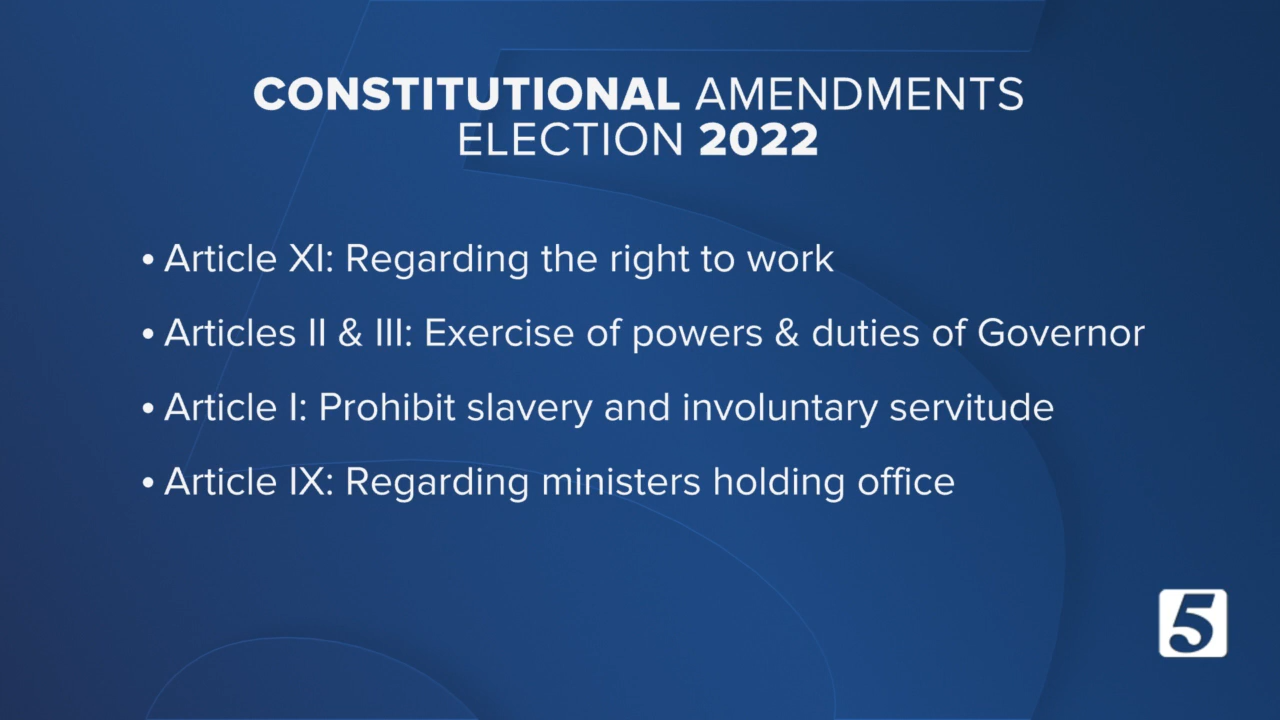 CONSTITUTIONAL AMENDMENTS
ELECTION 2022
• Article XI: Regarding the right to work
• Articles II & III: Exercise of powers & duties of Governor
• Article I: Prohibit slavery and involuntary servitude
• Article IX: Regarding ministers holding office
5